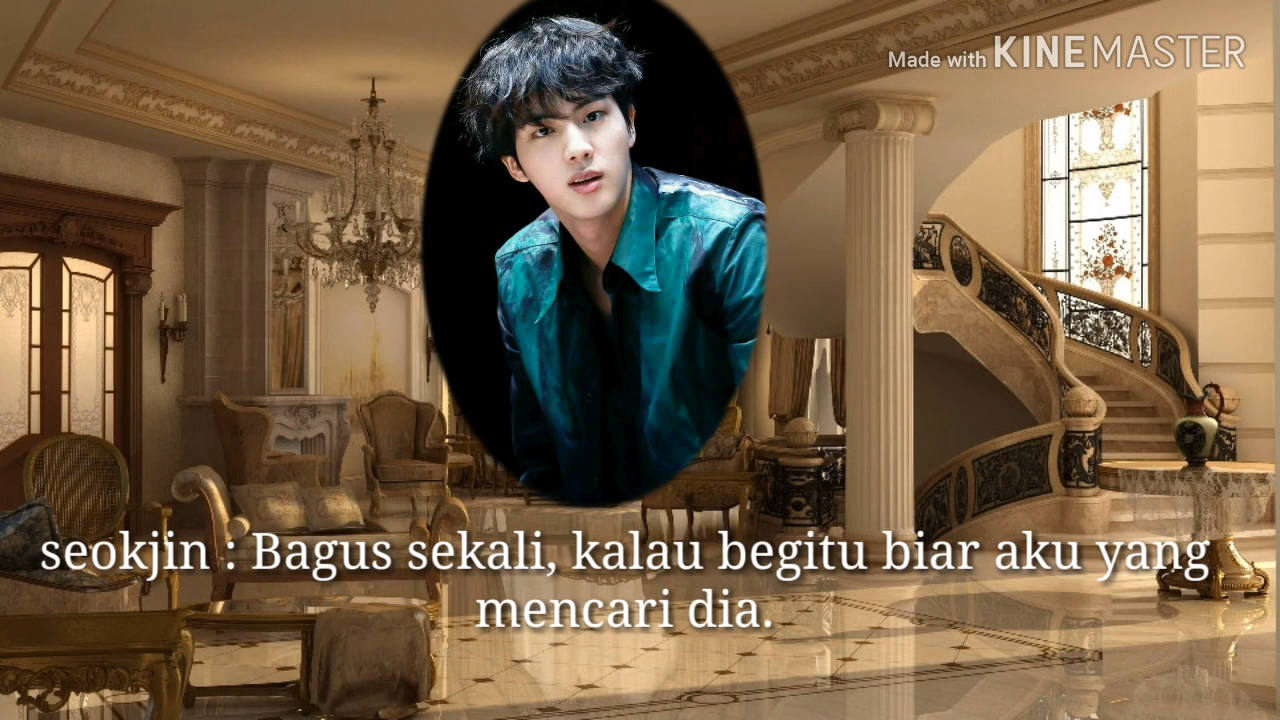 Made with KINEMASTER
seokjin : Bagus sekali, kalau begitu biar aku yang
mencari dia.